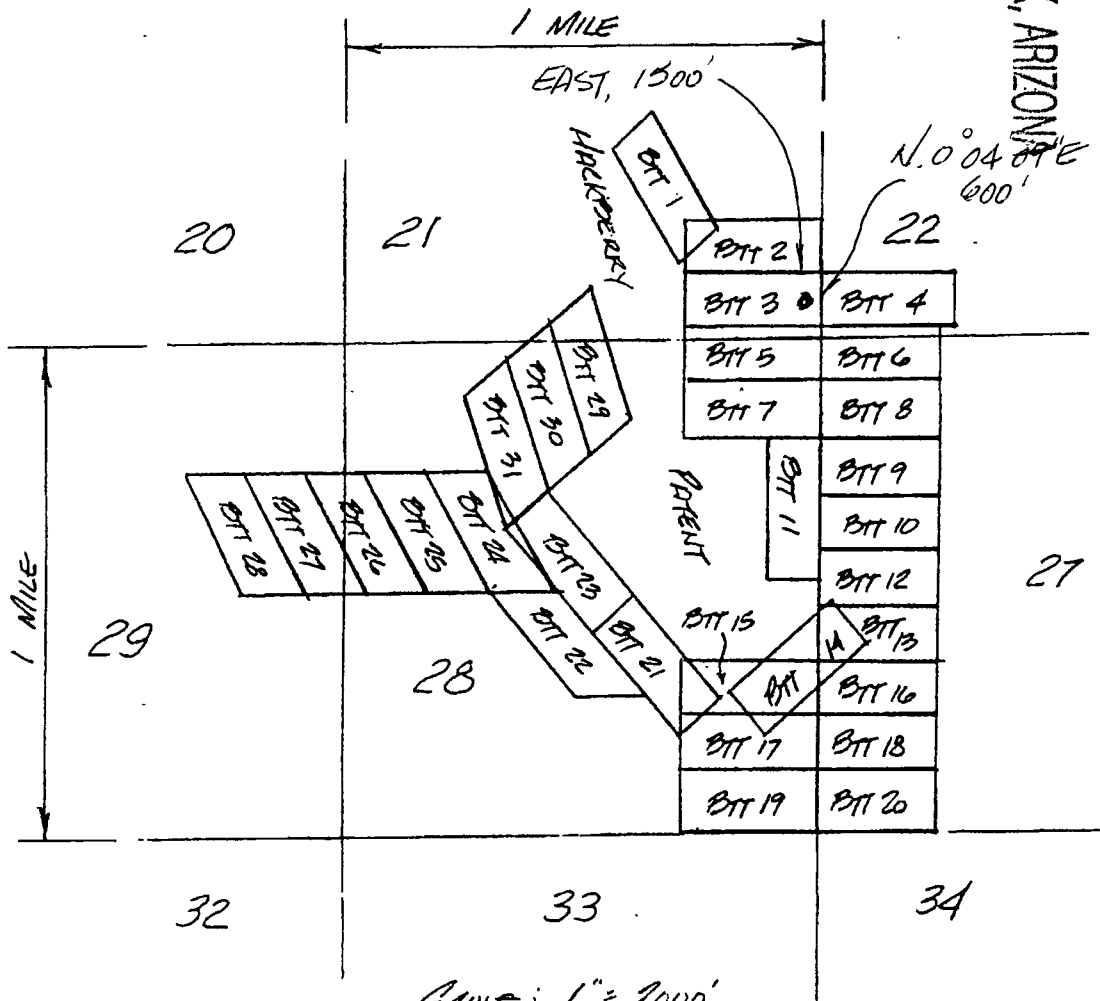 1 MILE
EAST, 1500'
, ARIZONA
N. 0° 04' 09" E
600'
HACKBERRY
BTT 1
20
21
22
BTT 2
BTT 3
BTT 4
BTT 5
BTT 6
BTT 7
BTT 8
BTT 29
BTT 30
BTT 31
PATENT
BTT 11
BTT 9
BTT 10
BTT 12
BTT 28
BTT 27
BTT 26
BTT 25
BTT 24
BTT 23
27
1 MILE
29
28
BTT 22
BTT 21
BTT 15
BTT 14
BTT 13
BTT 16
BTT 17
BTT 18
BTT 19
BTT 20
32
33
34
SCALE: 1" = 2000'